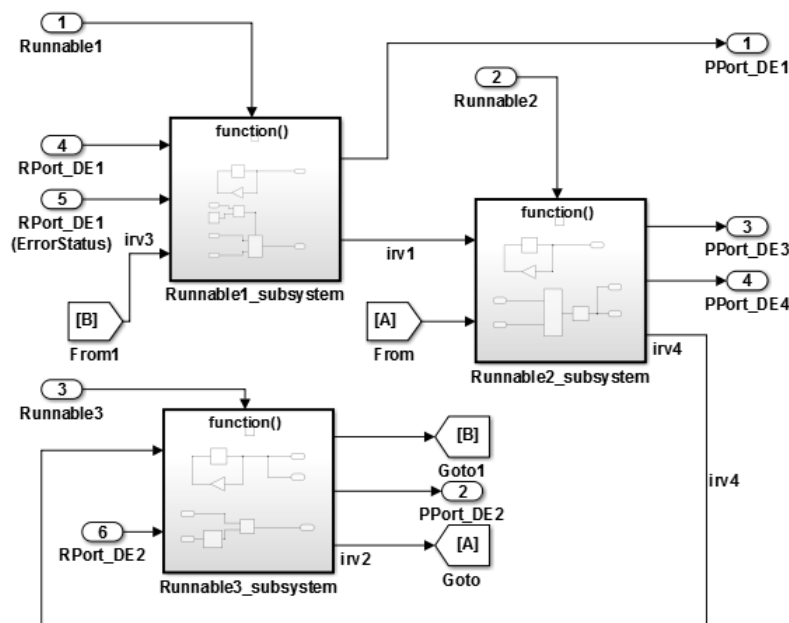 1
Runnable1
1
PPort_DE1
2
Runnable2
function()
4
RPort_DE1
5
RPort_DE1
(ErrorStatus)
irv3
irv1
[B]
From1
Runnable1_subsystem
function()
3
PPort_DE3
4
PPort_DE4
[A]
From
irv4
Runnable2_subsystem
3
Runnable3
function()
[B]
Goto1
2
PPort_DE2
irv4
6
RPort_DE2
irv2
[A]
Goto
Runnable3_subsystem